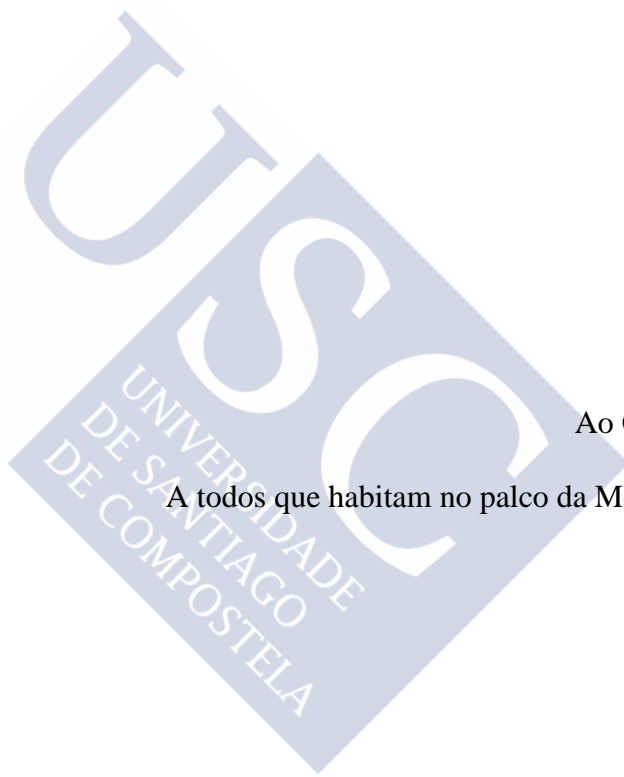 USC
UNIVERSIDADE
DE SANTIAGO
DE COMPOSTELA
Ao
A todos que habitam no palco da